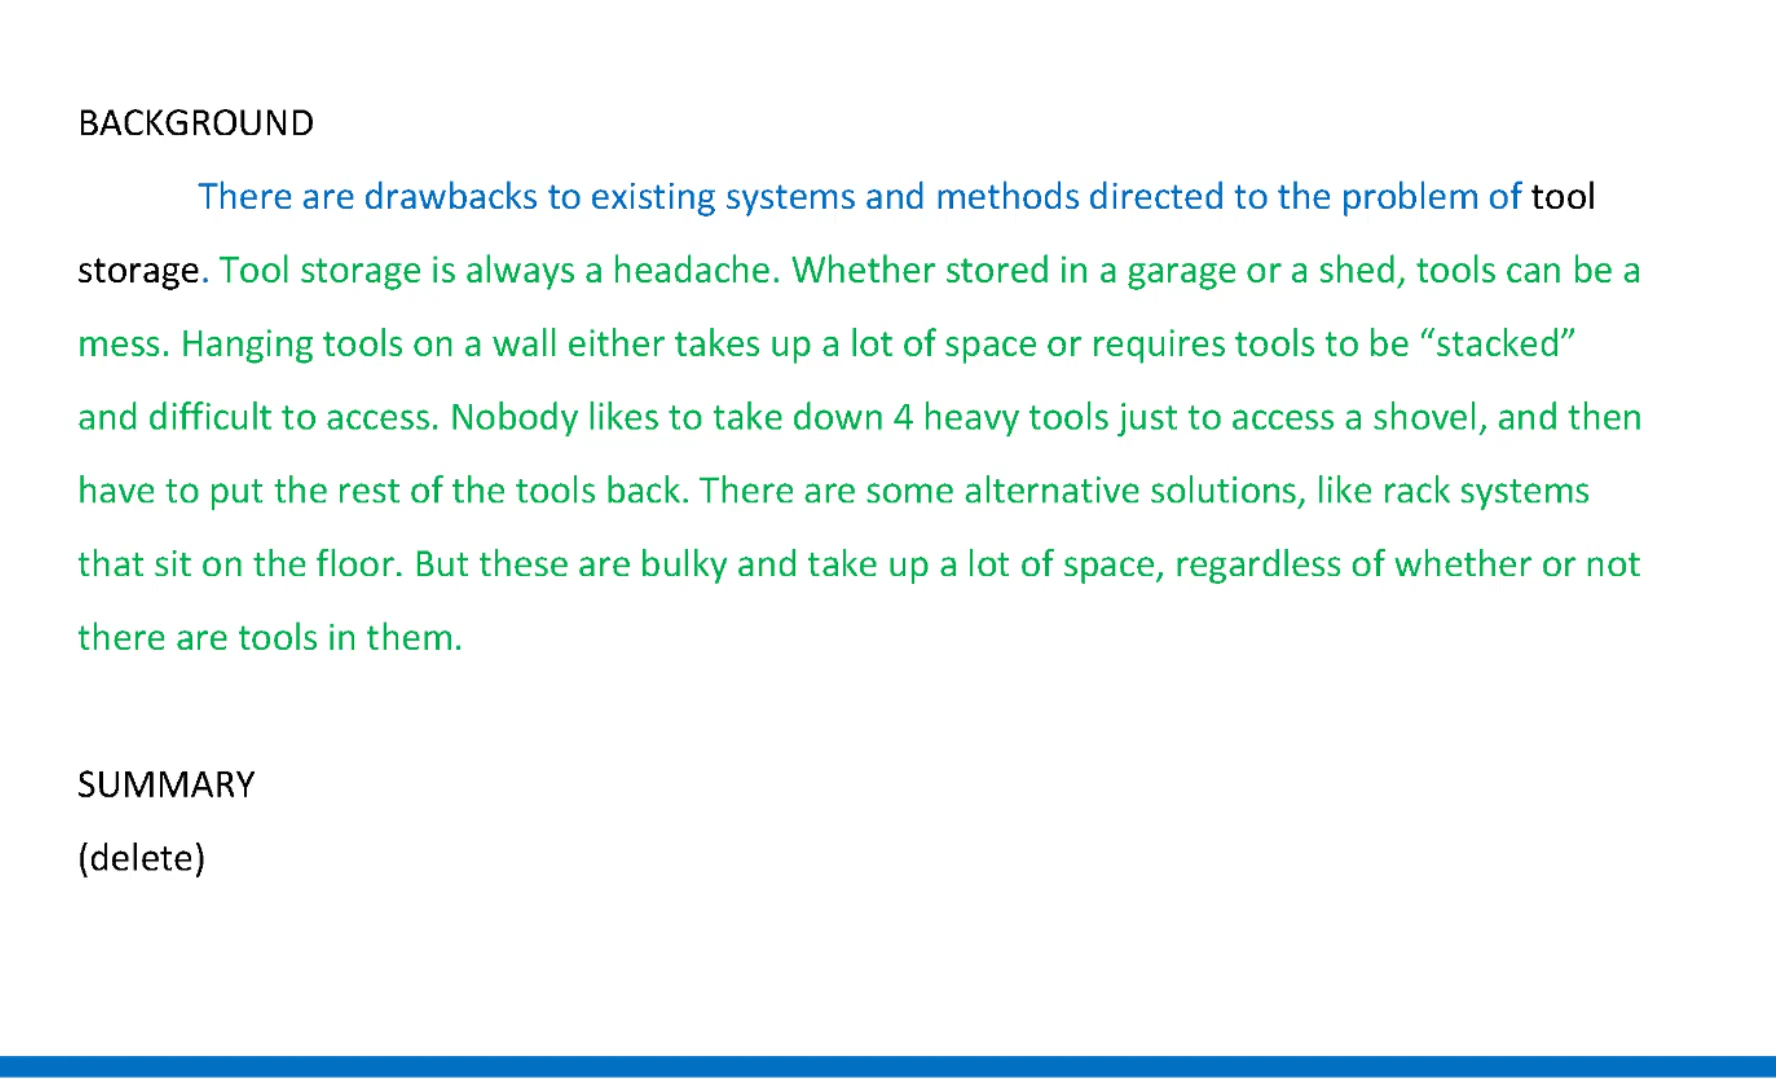 BACKGROUND
There are drawbacks to existing systems and methods directed to the problem of tool
storage. Tool storage is always a headache. Whether stored in a garage or a shed, tools can be a
mess. Hanging tools on a wall either takes up a lot of space or requires tools to be “stacked”
and difficult to access. Nobody likes to take down 4 heavy tools just to access a shovel, and then
have to put the rest of the tools back. There are some alternative solutions, like rack systems
that sit on the floor. But these are bulky and take up a lot of space, regardless of whether or not
there are tools in them.
SUMMARY
(delete)